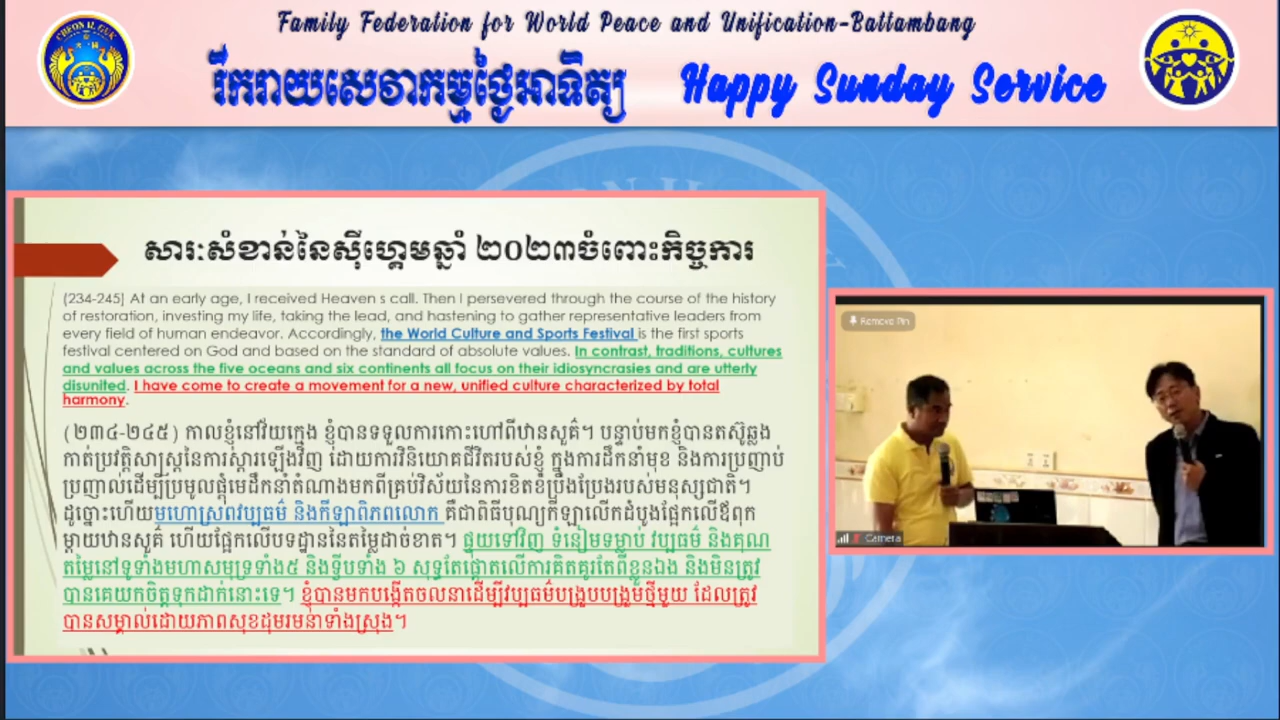 Family Federation for World Peace and Unification-Battambang
រីករាយសេវាកម្មថ្ងៃអាទិត្យ Happy Sunday Service
សារៈសំខាន់នៃស៊ីហ្គេមឆ្នាំ ២០២៣ចំពោះកិច្ចការ
(234-245) At an early age, I received Heaven s call. Then I persevered through the course of the history
of restoration, investing my life, taking the lead, and hastening to gather representative leaders from
every field of human endeavor. Accordingly, the World Culture and Sports Festival is the first sports
festival centered on God and based on the standard of absolute values. In contrast, traditions, cultures
and values across the five oceans and six continents all focus on their idiosyncrasies and are utterly
disunited. I have come to create a movement for a new, unified culture characterized by total
harmony.
(២៣៤-២៤៥) កាលខ្ញុំនៅវ័យក្មេង ខ្ញុំបានទទួលការកោះហៅពីឋានសួគ៌។ បន្ទាប់មកខ្ញុំបានតស៊ូឆ្លង
កាត់ប្រវត្តិសាស្ត្រនៃការស្តារឡើងវិញ ដោយការវិនិយោគជីវិតរបស់ខ្ញុំ ក្នុងការដឹកនាំមុខ និងការប្រញាប់
ប្រញាល់ដើម្បីប្រមូលផ្តុំមេដឹកនាំតំណាងមកពីគ្រប់វិស័យនៃការខិតខំប្រឹងប្រែងរបស់មនុស្សជាតិ។
ដូច្នោះហើយមហោស្រពវប្បធម៌ និងកីឡាពិភពលោក គឺជាពិធីបុណ្យកីឡាលើកដំបូងផ្អែកលើឪពុក
ម្តាយឋានសួគ៌ ហើយផ្អែកលើបទដ្ឋាននៃតម្លៃដាច់ខាត។ ផ្ទុយទៅវិញ ទំនៀមទម្លាប់ វប្បធម៌ និងគុណ
តម្លៃនៅទូទាំងមហាសមុទ្រទាំង៥ និងទ្វីបទាំង ៦ សុទ្ធតែផ្តោតលើការគិតគូរតែពីខ្លួនឯង និងមិនត្រូវ
បានគេយកចិត្តទុកដាក់នោះទេ។ ខ្ញុំបានមកបង្កើតចលនាដើម្បីវប្បធម៌បង្រួបបង្រួមថ្មីមួយ ដែលត្រូវ
បានសម្គាល់ដោយភាពសុខដុមរមនាទាំងស្រុង។
Remove Pin
Camera